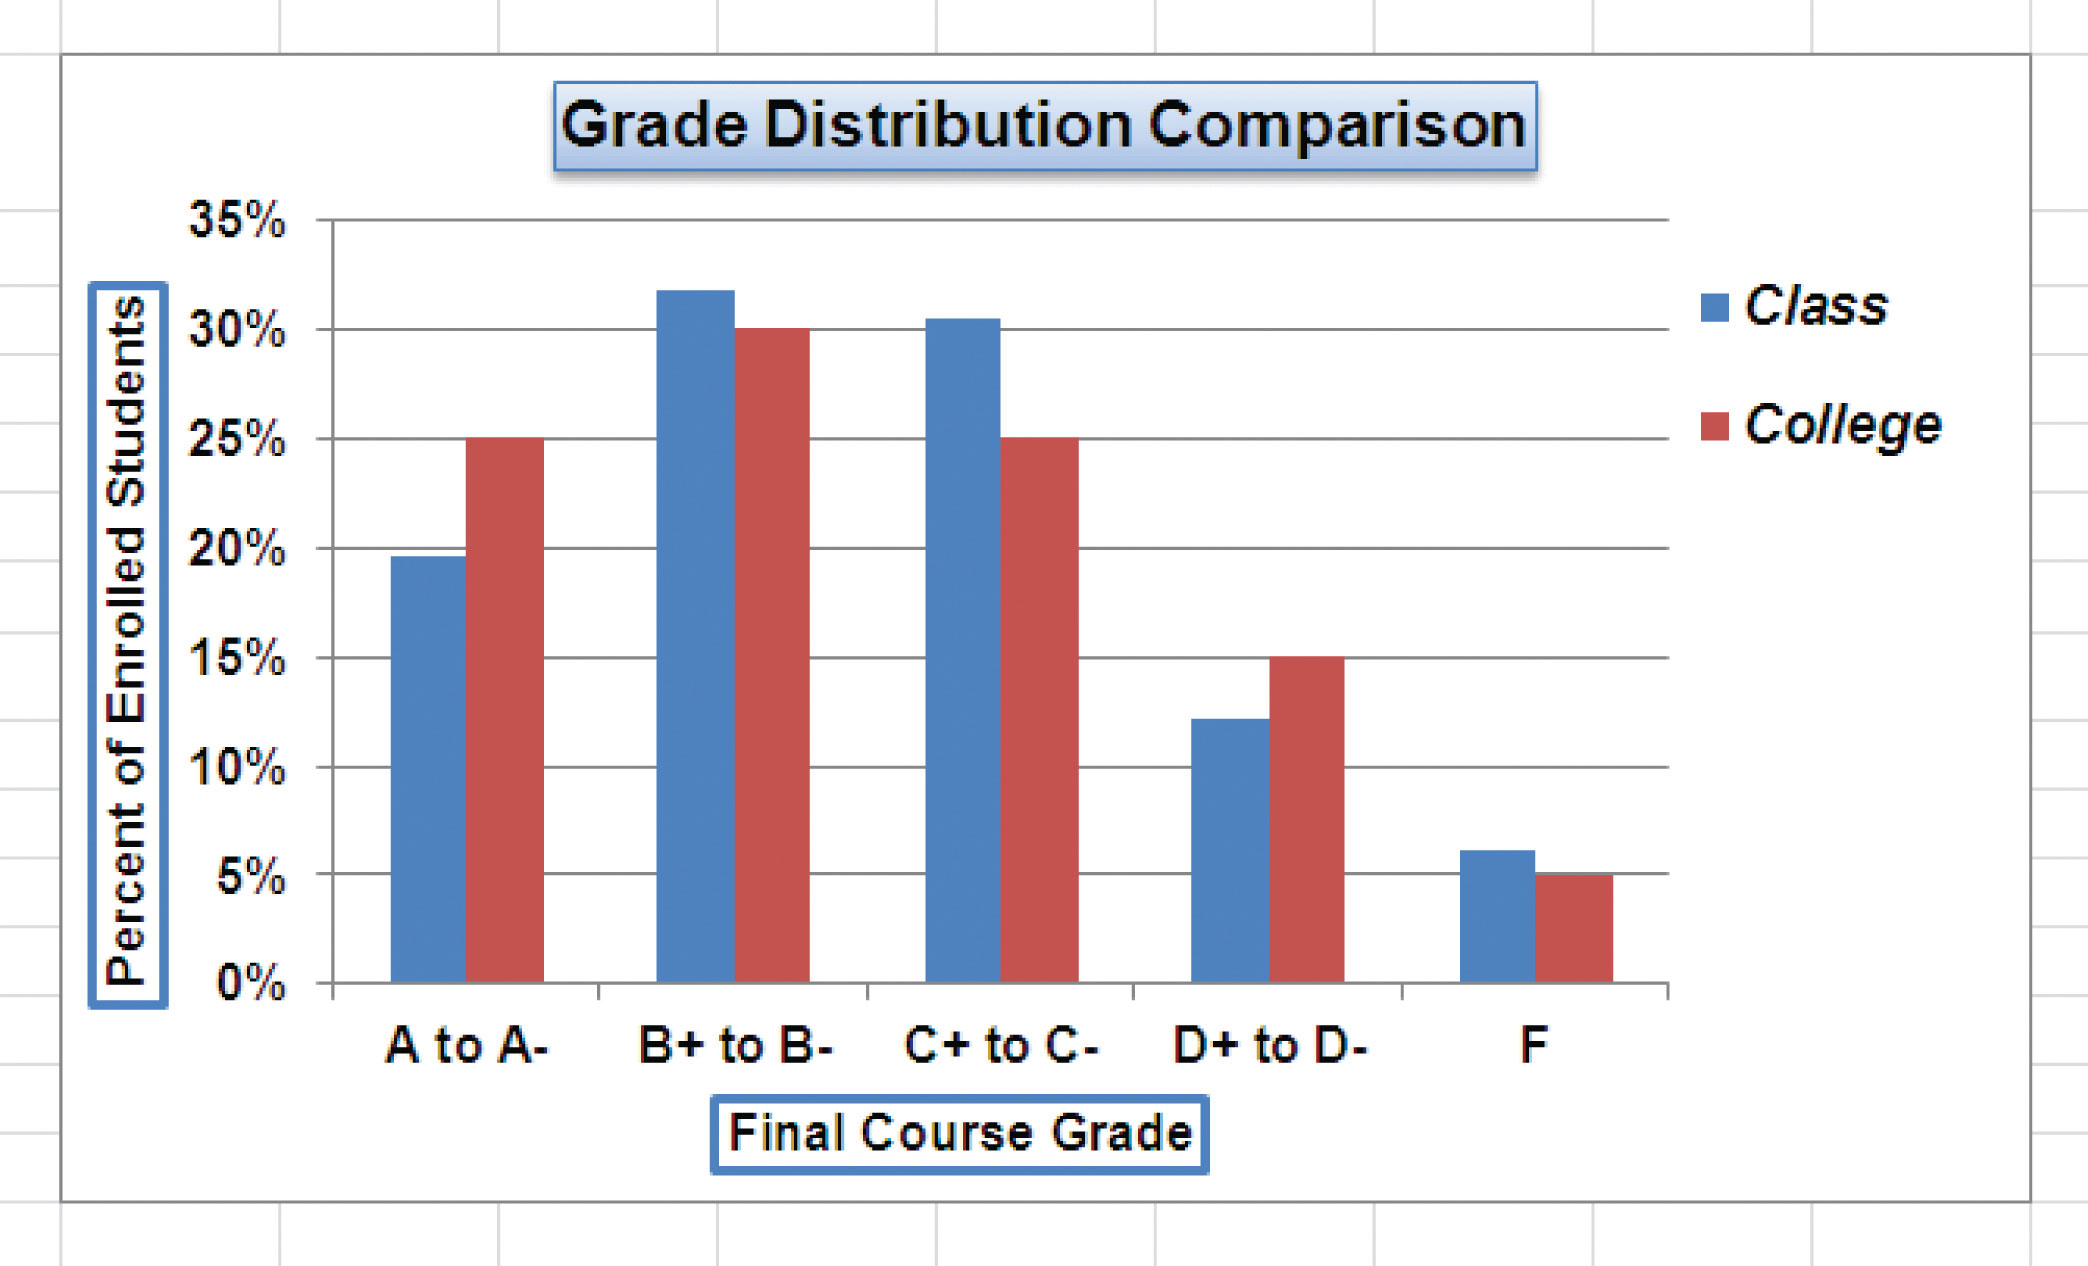 Grade Distribution Comparison
35%
30%
25%
20%
15%
10%
5%
0%
Percent of Enrolled Students
Class
College
A to A-
B+ to B-
C+ to C-
D+ to D-
F
Final Course Grade